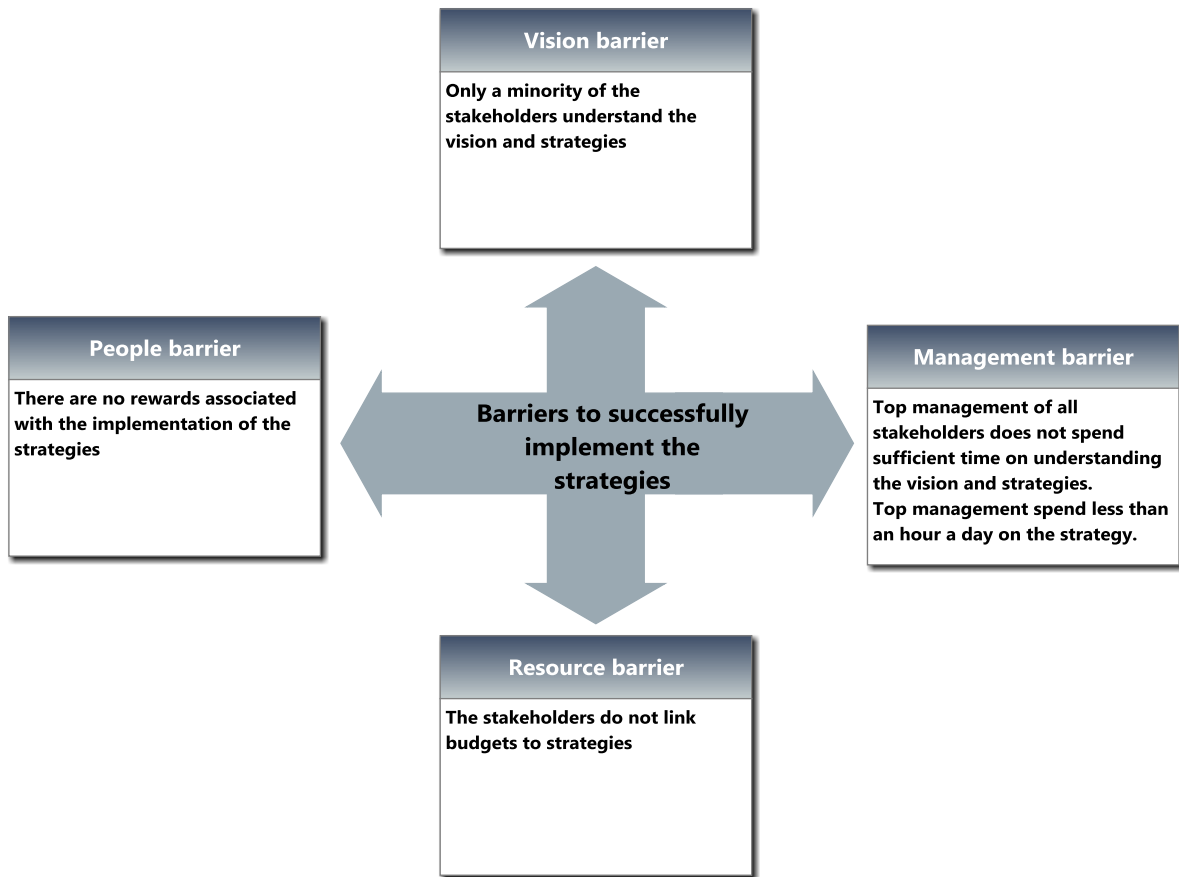 Vision barrier
Only a minority of the
stakeholders understand the
vision and strategies
People barrier
There are no rewards associated
with the implementation of the
strategies
Barriers to successfully
implement the
strategies
Management barrier
Top management of all
stakeholders does not spend
sufficient time on understanding
the vision and strategies.
Top management spend less than
an hour a day on the strategy.
Resource barrier
The stakeholders do not link
budgets to strategies